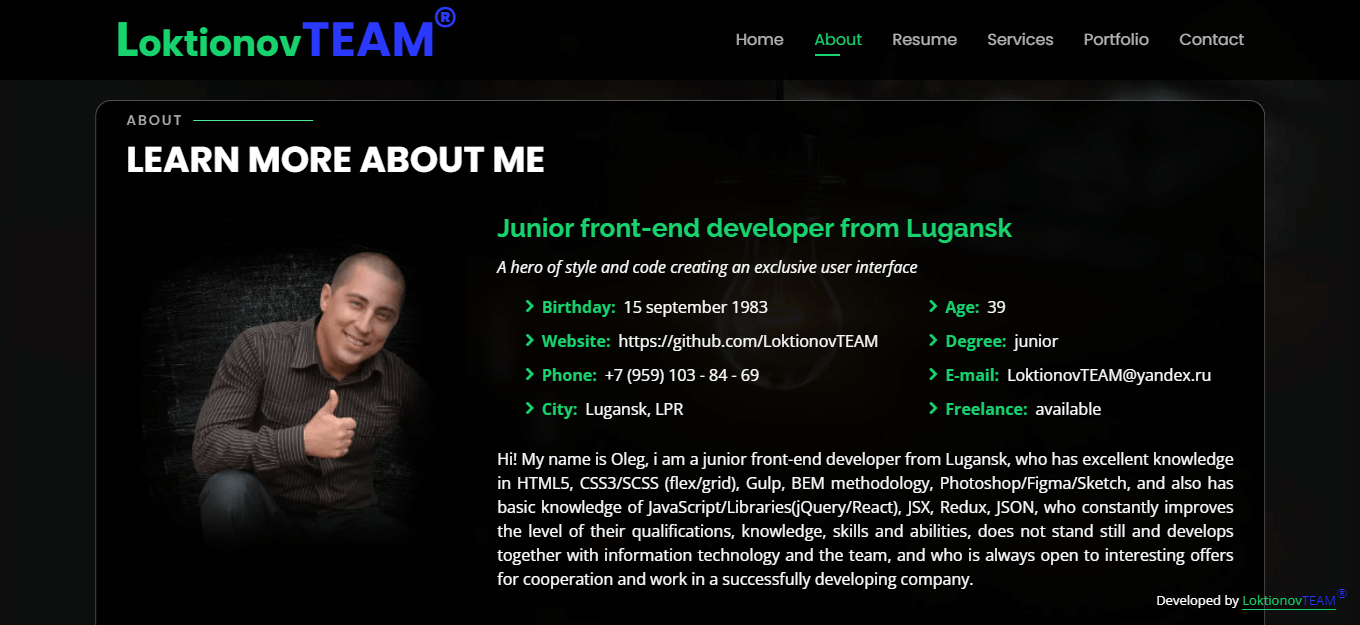 LoktionovTEAM®
Home About Resume Services Portfolio Contact
ABOUT
LEARN MORE ABOUT ME
Junior front-end developer from Lugansk
A hero of style and code creating an exclusive user interface
Birthday: 15 september 1983
Age: 39
Website: https://github.com/LoktionovTEAM
Degree: junior
Phone: +7 (959) 103 - 84 - 69
E-mail: LoktionovTEAM@yandex.ru
City: Lugansk, LPR
Freelance: available
Hi! My name is Oleg, i am a junior front-end developer from Lugansk, who has excellent knowledge
in HTML5, CSS3/SCSS (flex/grid), Gulp, BEM methodology, Photoshop/Figma/Sketch, and also has
basic knowledge of JavaScript/Libraries(jQuery/React), JSX, Redux, JSON, who constantly improves
the level of their qualifications, knowledge, skills and abilities, does not stand still and develops
together with information technology and the team, and who is always open to interesting offers
for cooperation and work in a successfully developing company.
Developed by LoktionovTEAM®